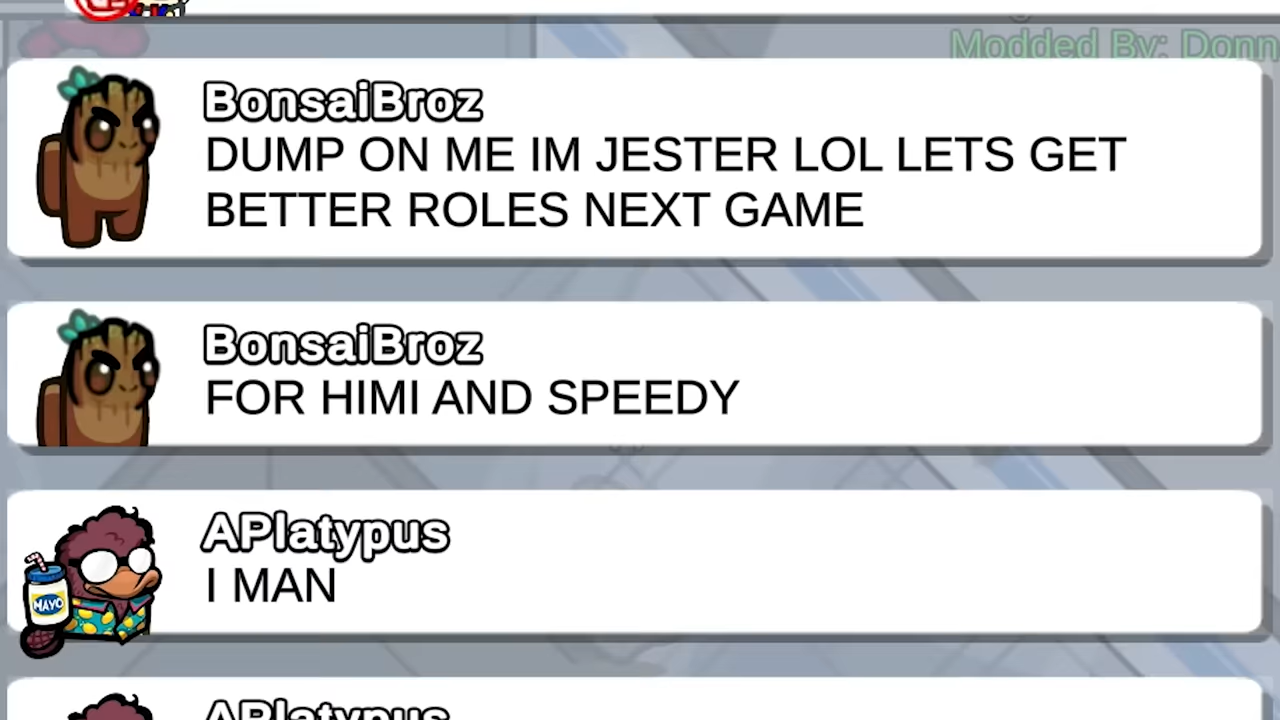 Modded By: Donn
BonsaiBroz
DUMP ON ME IM JESTER LOL LETS GET
BETTER ROLES NEXT GAME
BonsaiBroz
FOR HIMI AND SPEEDY
APlatypus
I MAN
MAYO
APlatypus